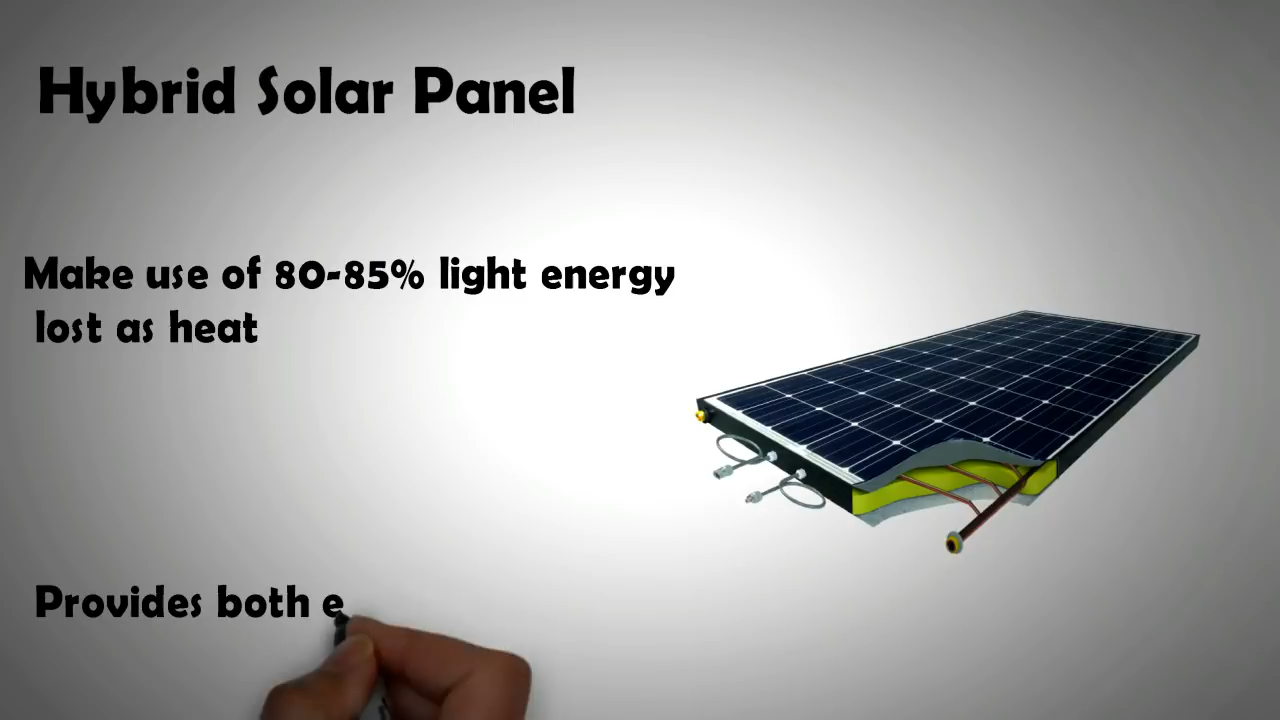 Hybrid Solar Panel
Make use of 80-85% light energy
lost as heat
Provides both e